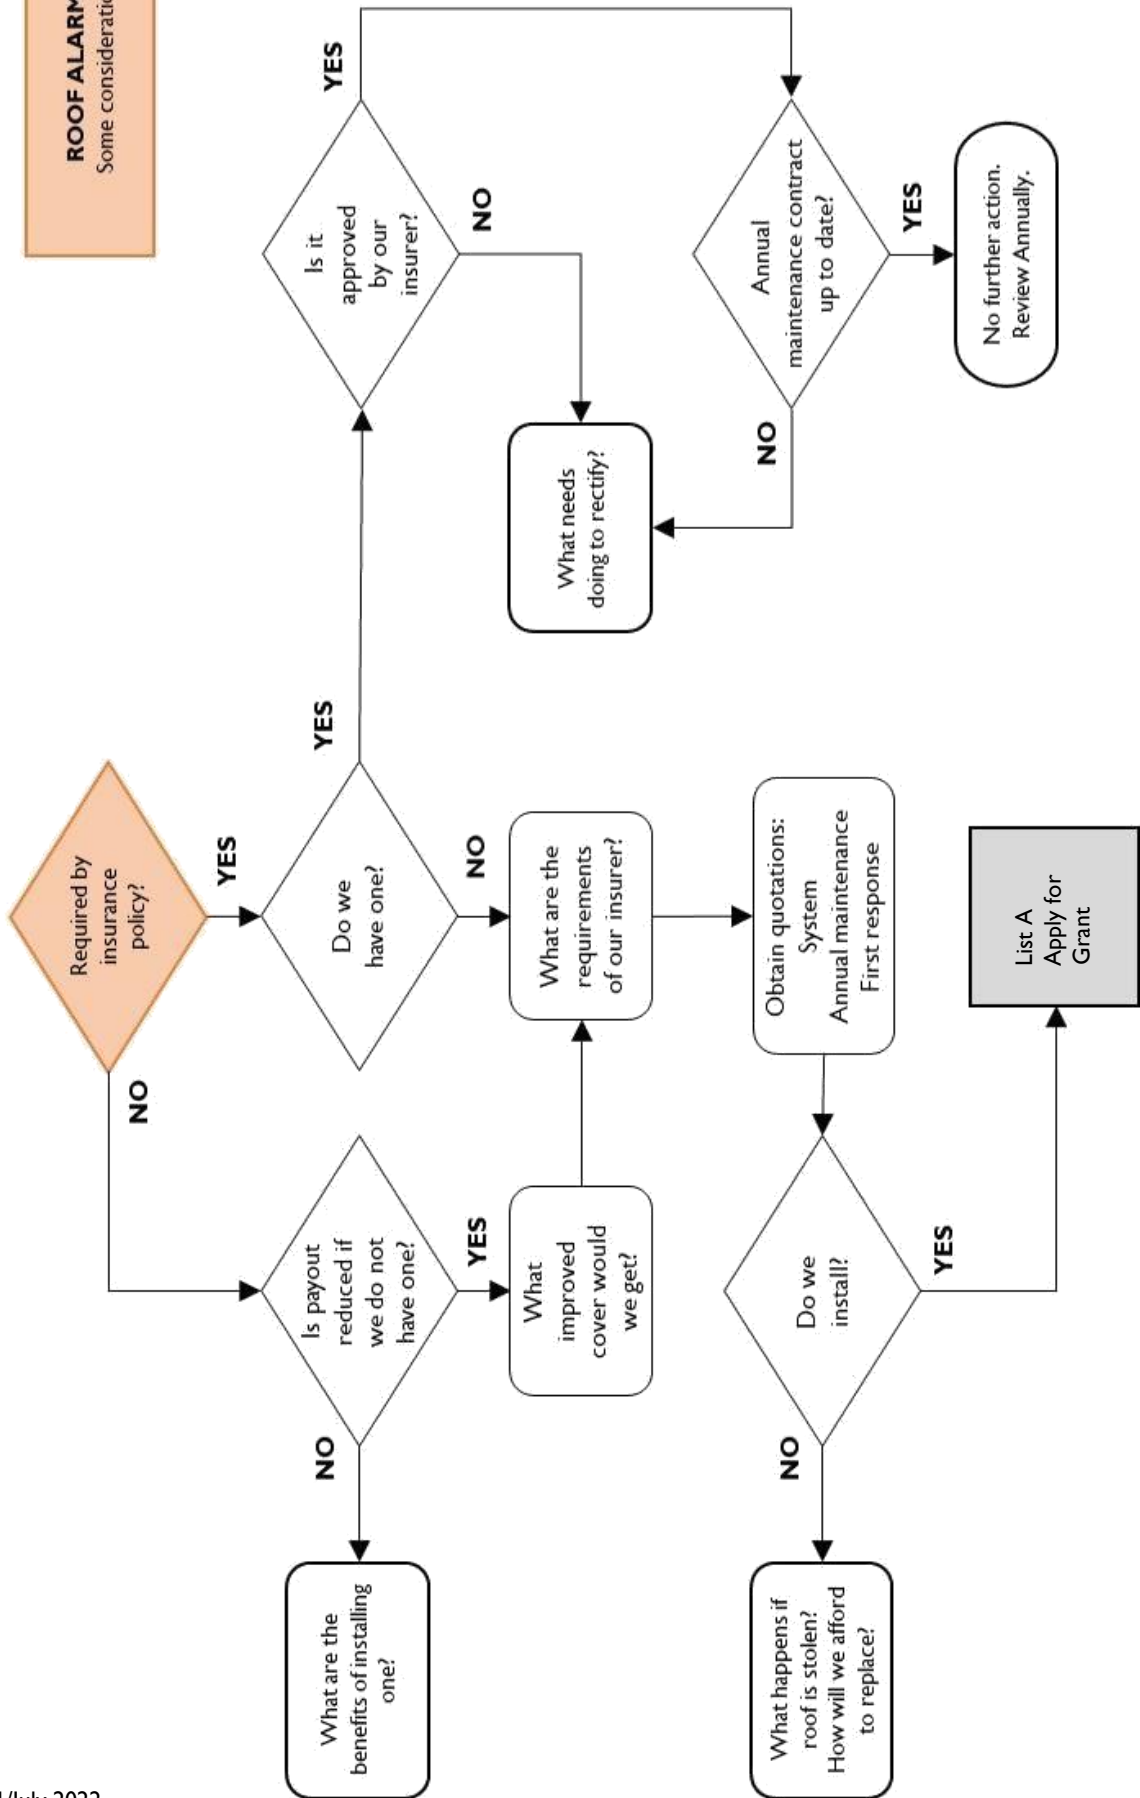 ROOF ALARM
Some
Required by
insurance
policy?
NO
YES
Is payout
reduced if
we do not
have one?
Do we
have one?
YES
Is it
approved
by our
insurer?
YES
NO
YES
NO
NO
What are the
benefits of installing
one?
What
improved
cover would
we get?
What are the
requirements
of our insurer?
What needs
doing to rectify?
Obtain quotations:
System
Annual maintenance
First response
Annual
maintenance contract
up to date?
NO
YES
Do we
install?
NO
YES
What happens if
roof is stolen?
How will we afford
to replace?
List A
Apply for
Grant
No further action.
Review Annually.
2022